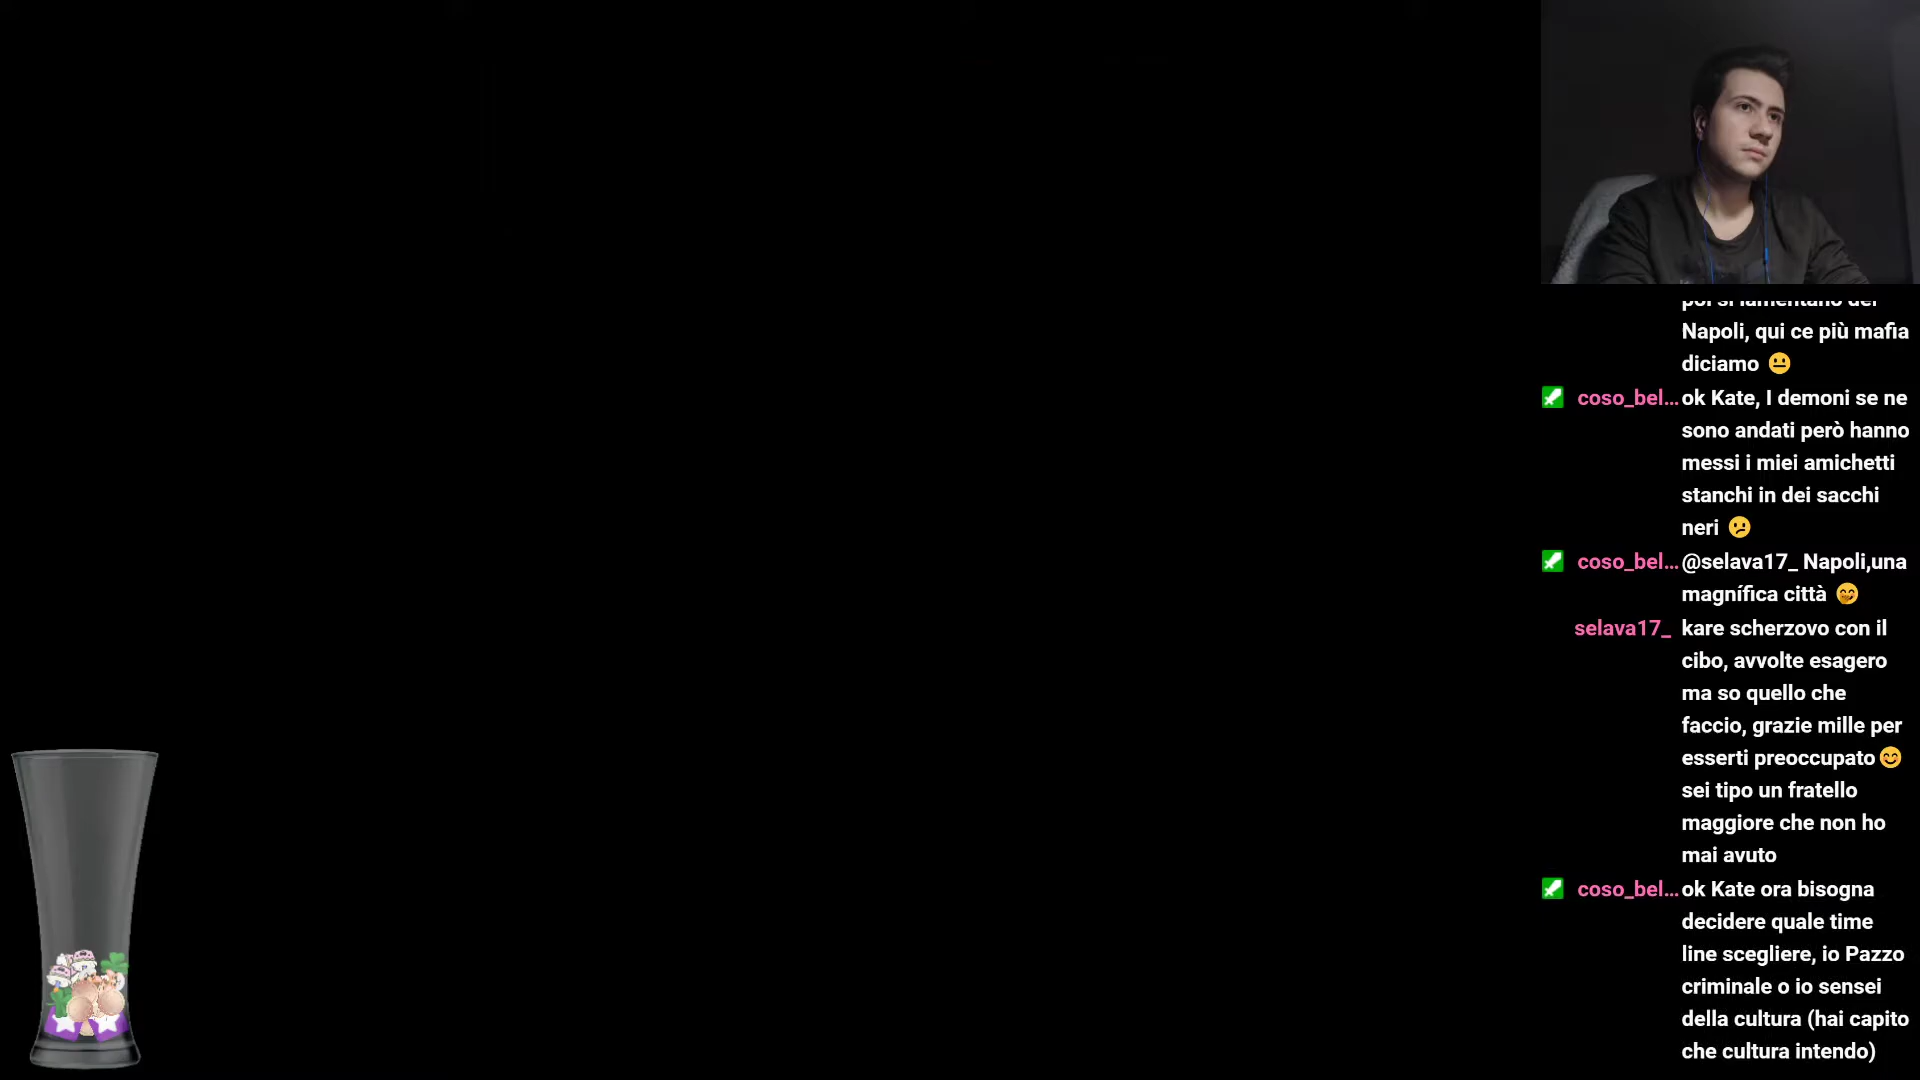 poi si lamentano del
Napoli, qui ce più mafia
diciamo 😐
coso_bel... ok Kate, I demoni se ne
sono andati però hanno
messi i miei amichetti
stanchi in dei sacchi
neri 🫤
coso_bel... @selava17_ Napoli,una
magnífica città 🤭
selava17_ kare scherzovo con il
cibo, avvolte esagero
ma so quello che
faccio, grazie mille per
esserti preoccupato😊
sei tipo un fratello
maggiore che non ho
mai avuto
coso_bel... ok Kate ora bisogna
decidere quale time
line scegliere, io Pazzo
criminale o io sensei
della cultura (hai capito
che cultura intendo)